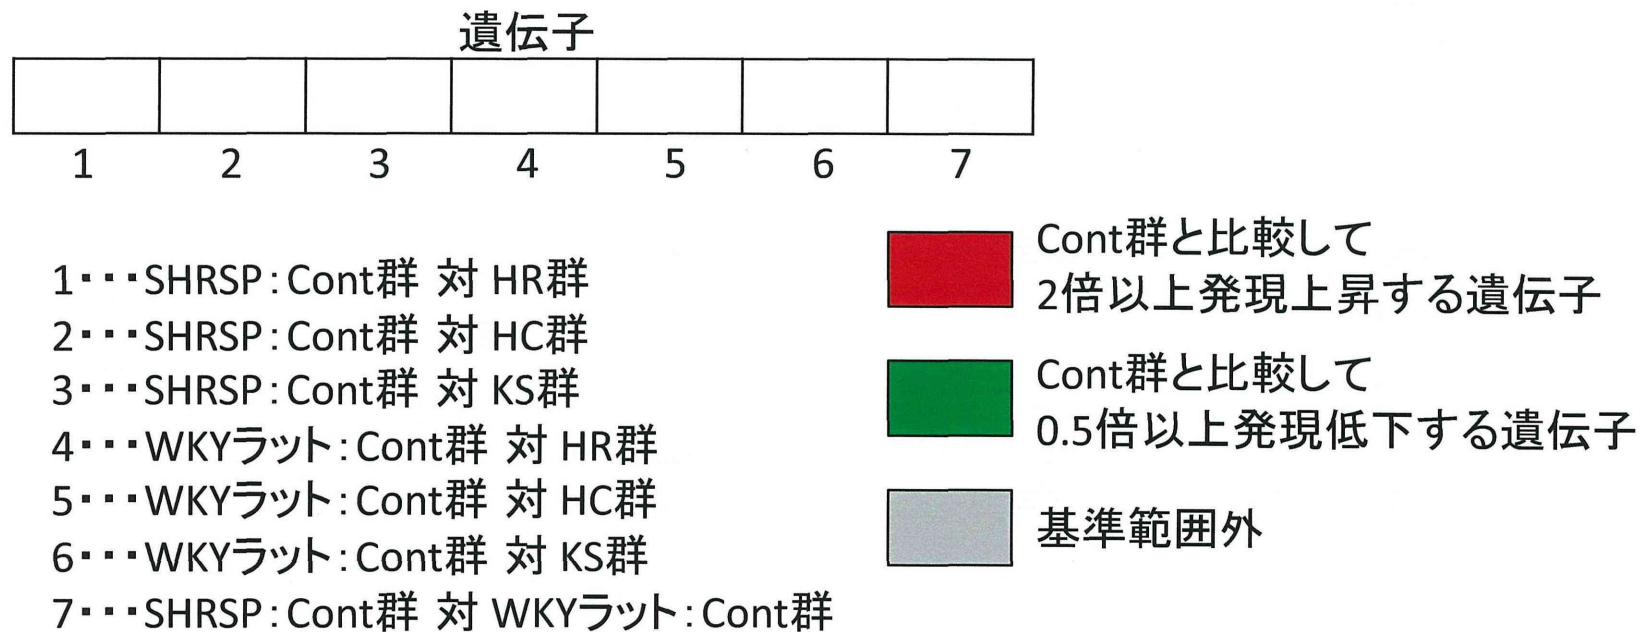 遺伝子
1 2 3 4 5 6 7
1・・・SHRSP：Cont群 対 HR群
2・・・SHRSP：Cont群 対 HC群
3・・・SHRSP：Cont群 対 KS群
4・・・WKYラット：Cont群 対 HR群
5・・・WKYラット：Cont群 対 HC群
6・・・WKYラット：Cont群 対 KS群
7・・・SHRSP：Cont群 対 WKYラット：Cont群
Cont群と比較して
2倍以上発現上昇する遺伝子
Cont群と比較して
0.5倍以上発現低下する遺伝子
基準範囲外